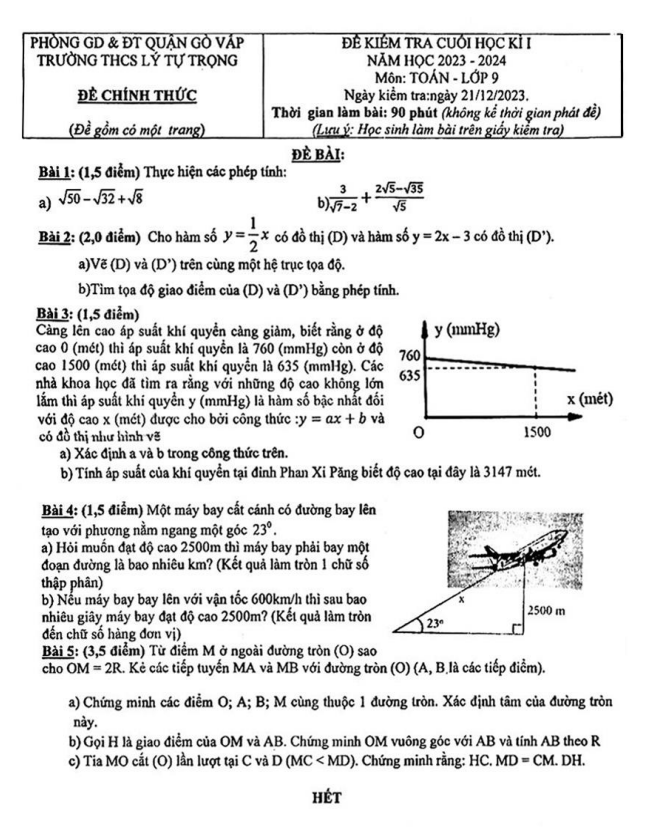 PHÒNG GD & ĐT QUẬN GÒ VẤP
TRƯỜNG THCS LÝ TỰ TRỌNG
ĐỀ CHÍNH THỨC
(Đề gồm có một trang)
ĐỀ KIỂM TRA CUỐI HỌC KÌ I
NĂM HỌC 2023 - 2024
Môn: TOÁN - LỚP 9
Ngày kiểm tra:ngày 21/12/2023.
Thời gian làm bài: 90 phút (không kể thời gian phát đề)
(Lưu ý: Học sinh làm bài trên giấy kiểm tra)
ĐỀ BÀI:
Bài 1: (1,5 điểm) Thực hiện các phép tính:
a) √50 − √32 + √8
b) 3/(√7−2) + (2√5−√35)/√5
Bài 2: (2,0 điểm) Cho hàm số y = 1/2 x có đồ thị (D) và hàm số y = 2x − 3 có đồ thị (D').
a)Vẽ (D) và (D') trên cùng một hệ trục tọa độ.
b)Tìm tọa độ giao điểm của (D) và (D') bằng phép tính.
Bài 3: (1,5 điểm)
Càng lên cao áp suất khí quyển càng giảm, biết rằng ở độ
cao 0 (mét) thì áp suất khí quyển là 760 (mmHg) còn ở độ
cao 1500 (mét) thì áp suất khí quyển là 635 (mmHg). Các
nhà khoa học đã tìm ra rằng với những độ cao không lớn
lắm thì áp suất khí quyển y (mmHg) là hàm số bậc nhất đối
với độ cao x (mét) được cho bởi công thức :y = ax + b và
có đồ thị như hình vẽ
y (mmHg)
760
635
x (mét)
O
1500
a) Xác định a và b trong công thức trên.
b) Tính áp suất của khí quyển tại đỉnh Phan Xi Păng biết độ cao tại đây là 3147 mét.
Bài 4: (1,5 điểm) Một máy bay cất cánh có đường bay lên
tạo với phương nằm ngang một góc 23⁰.
a) Hỏi muốn đạt độ cao 2500m thì máy bay phải bay một
đoạn đường là bao nhiêu km? (Kết quả làm tròn 1 chữ số
thập phân)
b) Nếu máy bay bay lên với vận tốc 600km/h thì sau bao
nhiêu giây máy bay đạt độ cao 2500m? (Kết quả làm tròn
đến chữ số hàng đơn vị)
x
2500 m
23°
Bài 5: (3,5 điểm) Từ điểm M ở ngoài đường tròn (O) sao
cho OM = 2R. Kẻ các tiếp tuyến MA và MB với đường tròn (O) (A, B là các tiếp điểm).
a) Chứng minh các điểm O; A; B; M cùng thuộc 1 đường tròn. Xác định tâm của đường tròn
này.
b) Gọi H là giao điểm của OM và AB. Chứng minh OM vuông góc với AB và tính AB theo R
c) Tia MO cắt (O) lần lượt tại C và D (MC < MD). Chứng minh rằng: HC. MD = CM. DH.
HẾT